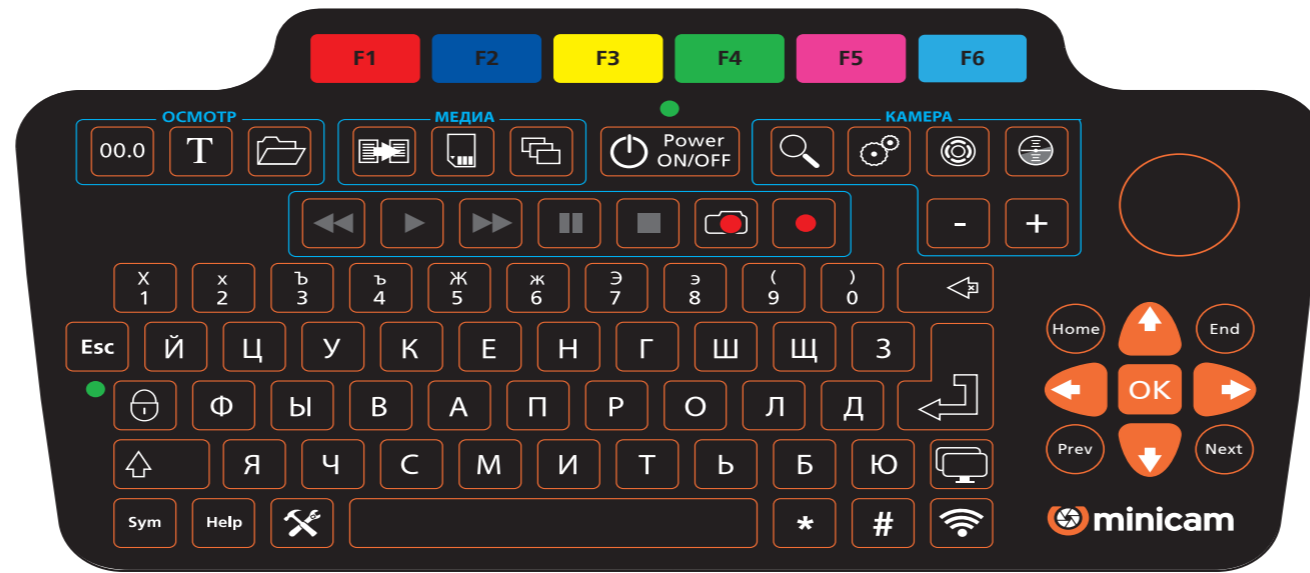 F1 F2 F3 F4 F5 F6
ОСМОТР МЕДИА КАМЕРА
00.0 T Power
ON/OFF
- +
Х х Ъ ъ Ж ж Э э ( )
1 2 3 4 5 6 7 8 9 0
Esc Й Ц У К Е Н Г Ш Щ З
Ф Ы В А П Р О Л Д
Я Ч С М И Т Ь Б Ю
Sym Help * #
Home End
OK
Prev Next
minicam